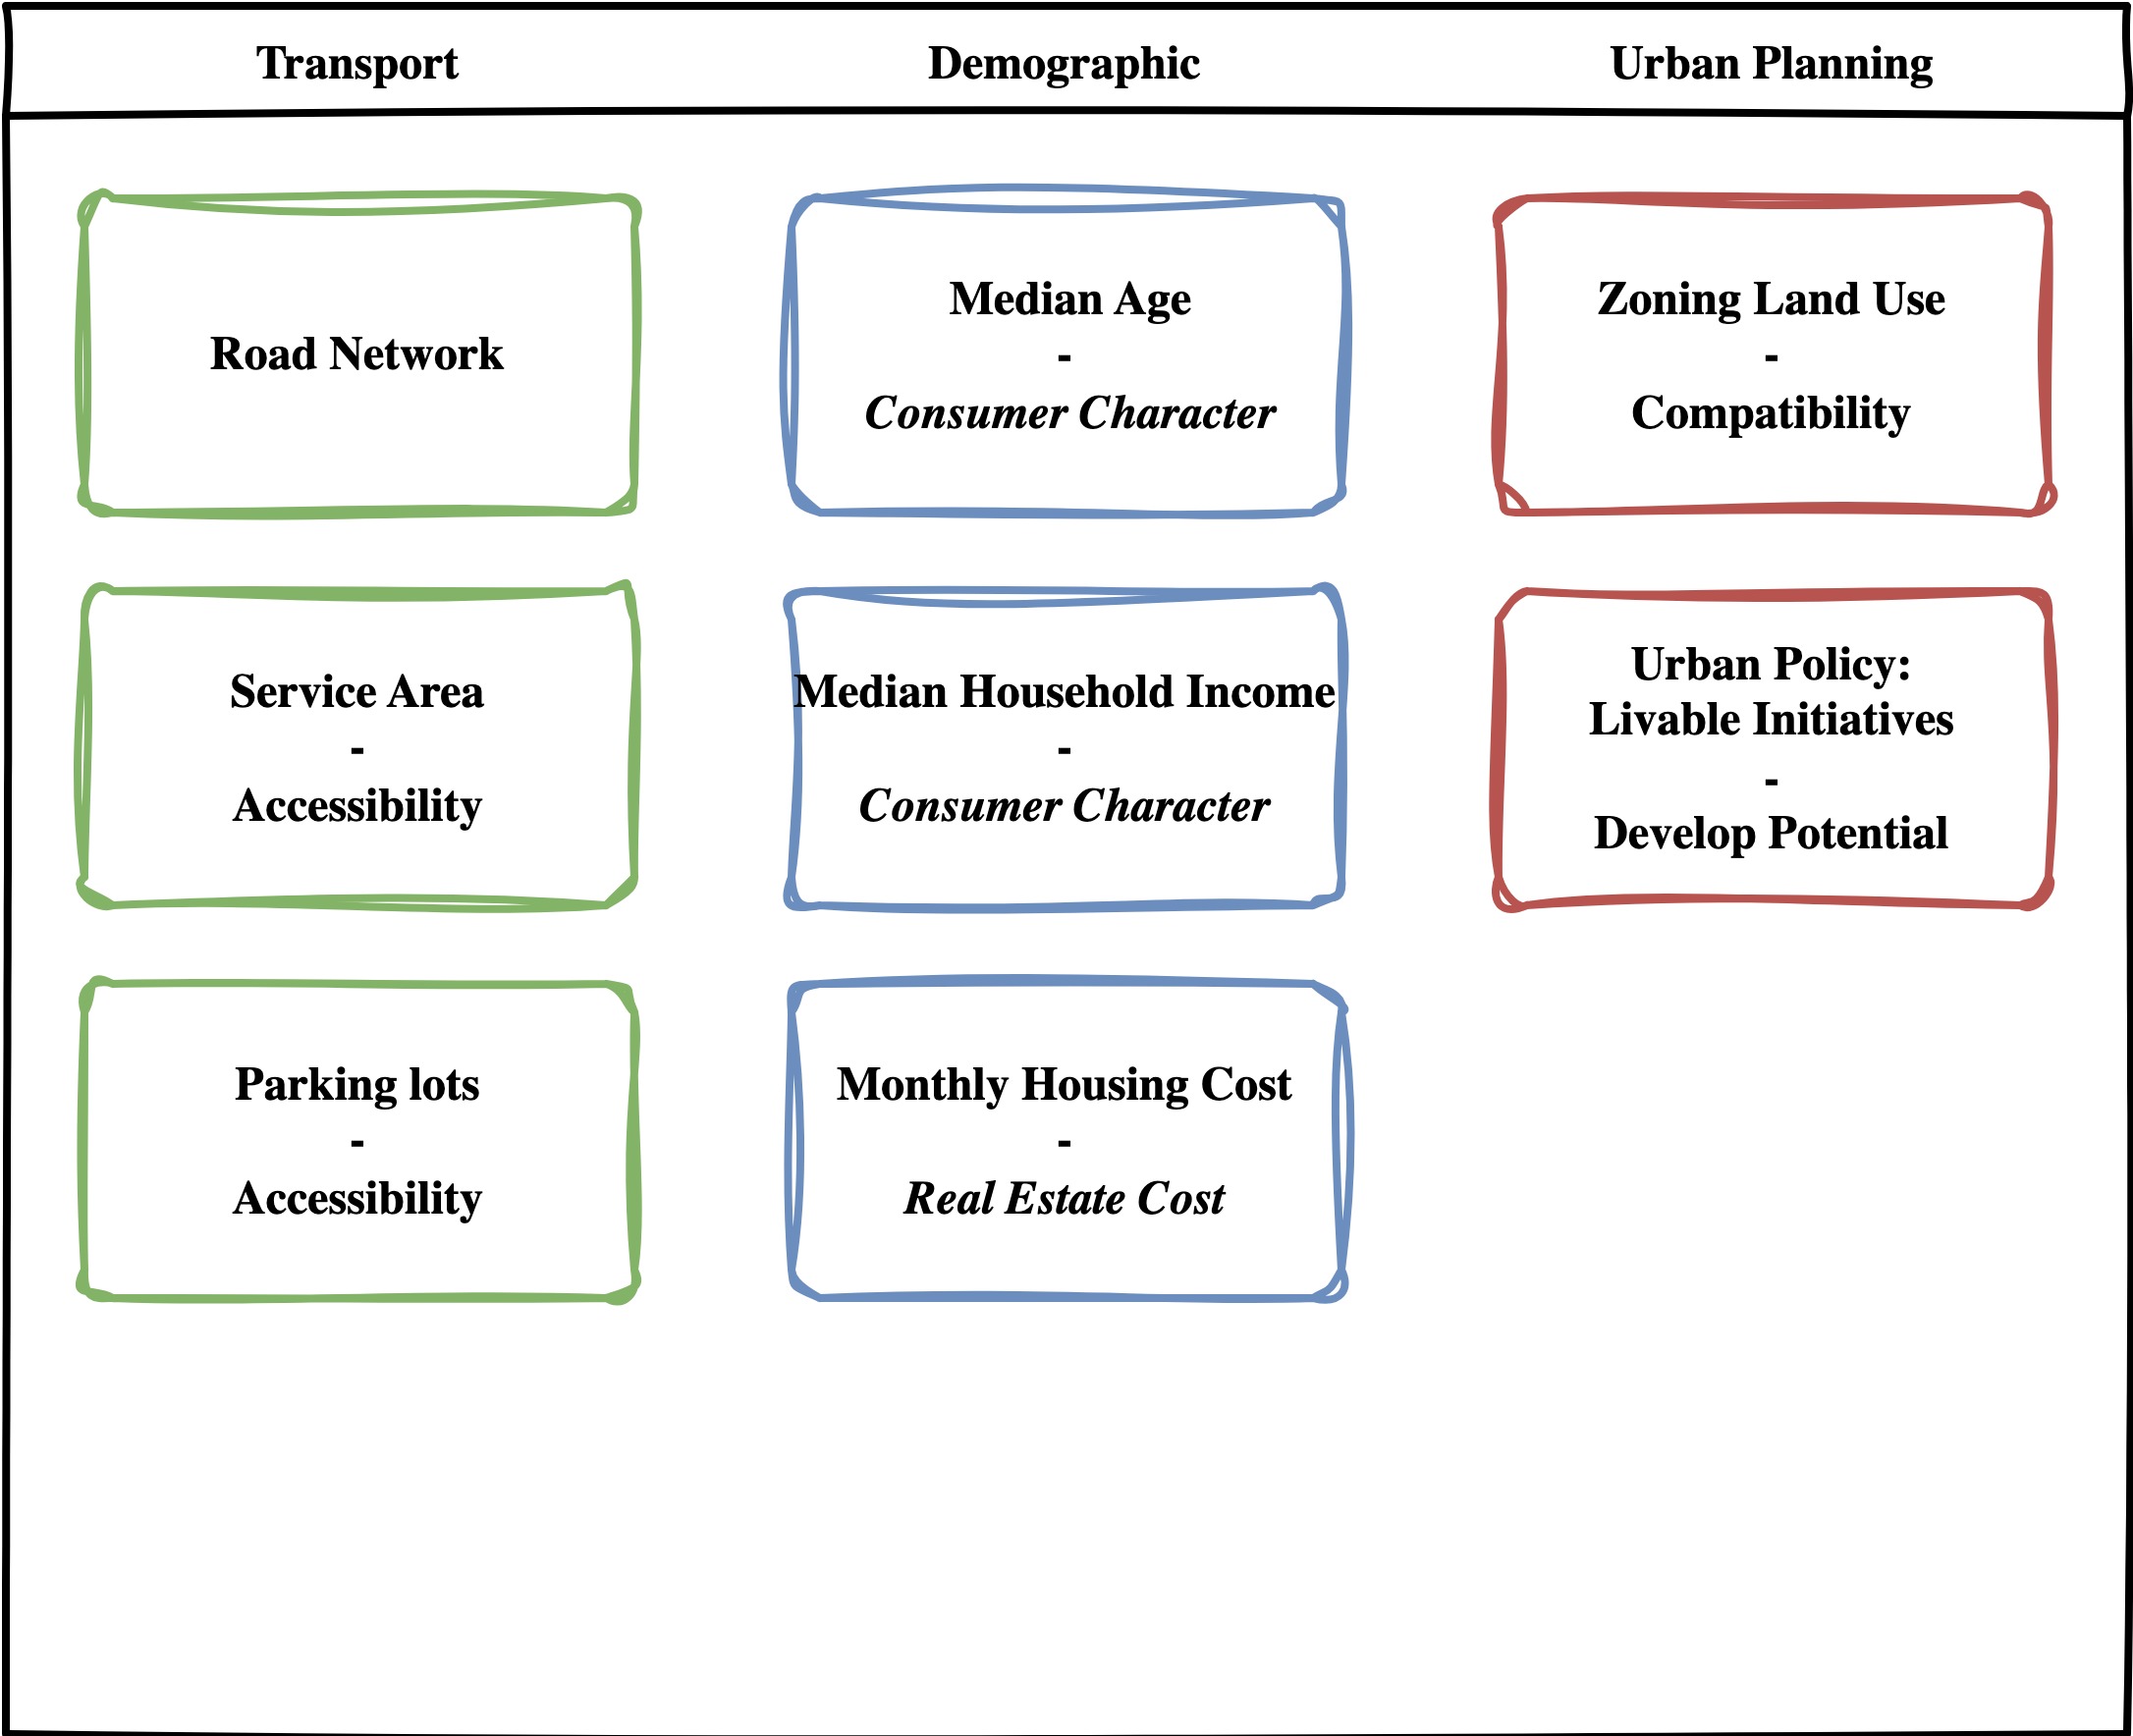 Transport
Demographic
Urban Planning
Road Network
Median Age
-
Consumer Character
Zoning Land Use
-
Compatibility
Service Area
-
Accessibility
Median Household Income
-
Consumer Character
Urban Policy:
Livable Initiatives
-
Develop Potential
Parking lots
-
Accessibility
Monthly Housing Cost
-
Real Estate Cost